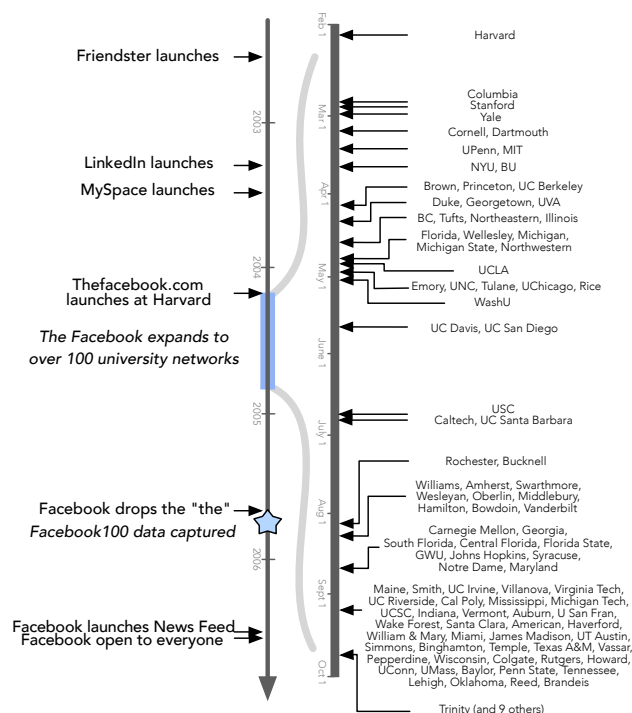 Friendster launches
2003
LinkedIn launches
MySpace launches
2004
Thefacebook.com
launches at Harvard
The Facebook expands to
over 100 university networks
2005
Facebook drops the "the"
Facebook100 data captured
2006
Facebook launches News Feed
Facebook open to everyone
Feb 1
Mar 1
Apr 1
May 1
June 1
July 1
Aug 1
Sept 1
Oct 1
Harvard
Columbia
Stanford
Yale
Cornell, Dartmouth
UPenn, MIT
NYU, BU
Brown, Princeton, UC Berkeley
Duke, Georgetown, UVA
BC, Tufts, Northeastern, Illinois
Florida, Wellesley, Michigan,
Michigan State, Northwestern
UCLA
Emory, UNC, Tulane, UChicago, Rice
WashU
UC Davis, UC San Diego
USC
Caltech, UC Santa Barbara
Rochester, Bucknell
Williams, Amherst, Swarthmore,
Wesleyan, Oberlin, Middlebury,
Hamilton, Bowdoin, Vanderbilt
Carnegie Mellon, Georgia,
South Florida, Central Florida, Florida State,
GWU, Johns Hopkins, Syracuse,
Notre Dame, Maryland
Maine, Smith, UC Irvine, Villanova, Virginia Tech,
UC Riverside, Cal Poly, Mississippi, Michigan Tech,
UCSC, Indiana, Vermont, Auburn, U San Fran,
Wake Forest, Santa Clara, American, Haverford,
William & Mary, Miami, James Madison, UT Austin,
Simmons, Binghamton, Temple, Texas A&M, Vassar,
Pepperdine, Wisconsin, Colgate, Rutgers, Howard,
UConn, UMass, Baylor, Penn State, Tennessee,
Lehigh, Oklahoma, Reed, Brandeis
Trinity (and 9 others)